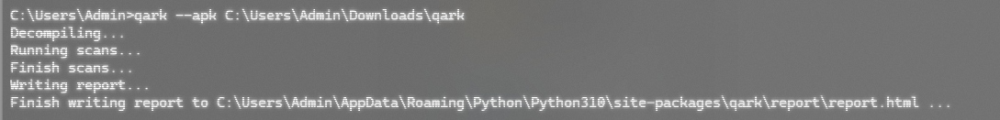 C:\Users\Admin>qark --apk C:\Users\Admin\Downloads\qark
Decompiling...
Running scans...
Finish scans...
Writing report...
Finish writing report to C:\Users\Admin\AppData\Roaming\Python\Python310\site-packages\qark\report\report.html ...